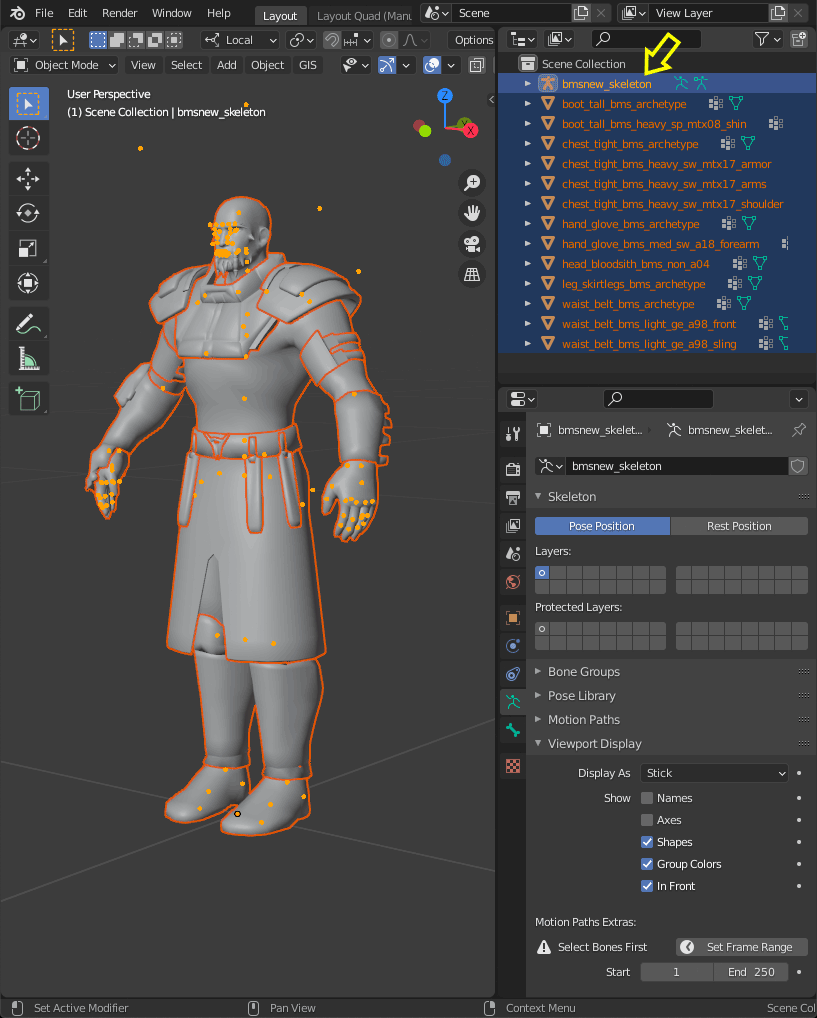 File Edit Render Window Help Layout Layout Quad (Manu Scene View Layer
Local Options
Object Mode View Select Add Object GIS
User Perspective
(1) Scene Collection | bmsnew_skeleton
Z
Y
X
Scene Collection
bmsnew_skeleton
boot_tall_bms_archetype
boot_tall_bms_heavy_sp_mtx08_shin
chest_tight_bms_archetype
chest_tight_bms_heavy_sw_mtx17_armor
chest_tight_bms_heavy_sw_mtx17_arms
chest_tight_bms_heavy_sw_mtx17_shoulder
hand_glove_bms_archetype
hand_glove_bms_med_sw_a18_forearm
head_bloodsith_bms_non_a04
leg_skirtlegs_bms_archetype
waist_belt_bms_archetype
waist_belt_bms_light_ge_a98_front
waist_belt_bms_light_ge_a98_sling
bmsnew_skelet... bmsnew_skelet...
bmsnew_skeleton
Skeleton
Pose Position Rest Position
Layers:
Protected Layers:
Bone Groups
Pose Library
Motion Paths
Viewport Display
Display As Stick
Show Names
Axes
Shapes
Group Colors
In Front
Motion Paths Extras:
Select Bones First Set Frame Range
Start 1 End 250
Set Active Modifier Pan View Context Menu Scene Col